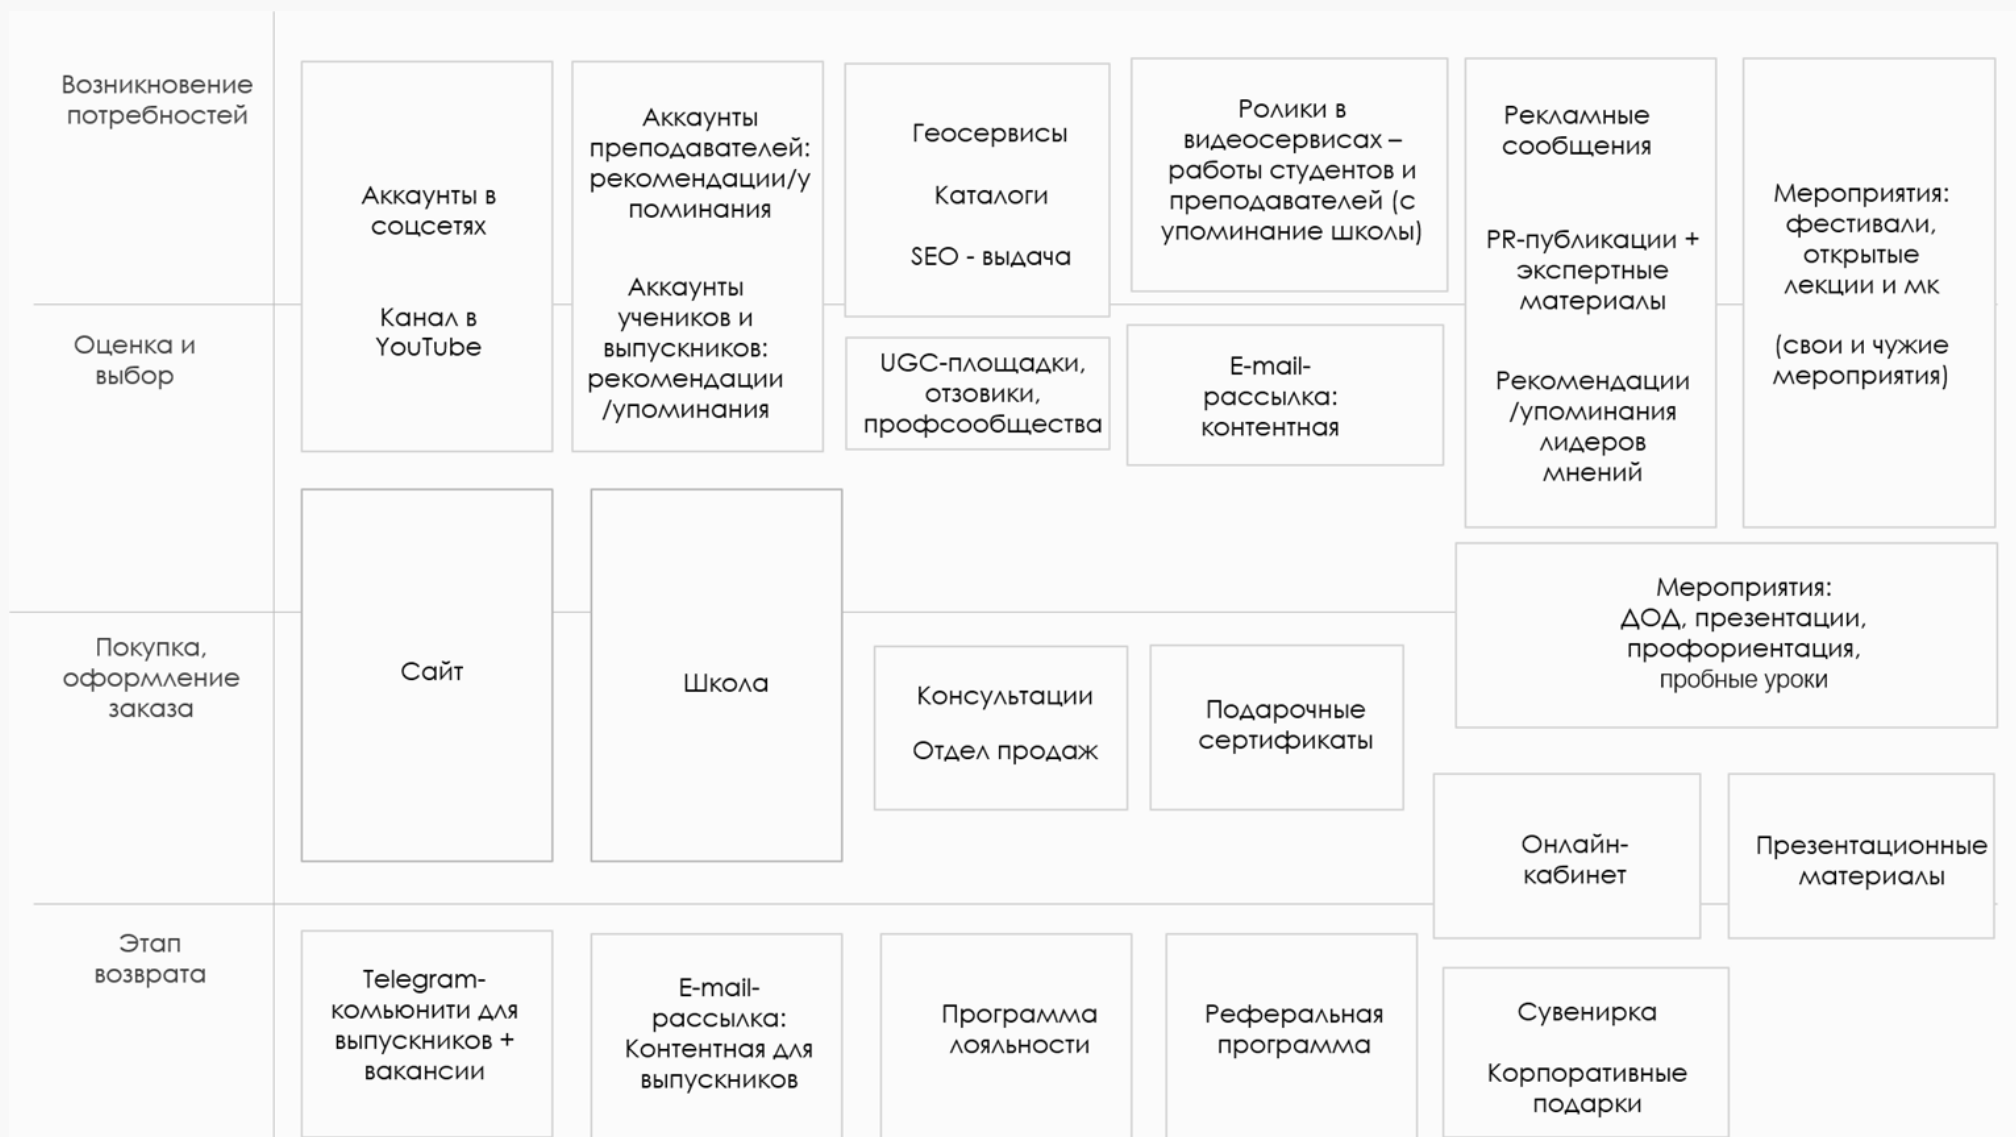 Возникновение
потребностей
Аккаунты в
соцсетях
Канал в
YouTube
Аккаунты
преподавателей:
рекомендации/у
поминания
Аккаунты
учеников и
выпускников:
рекомендации
/упоминания
Геосервисы
Каталоги
SEO - выдача
Ролики в
видеосервисах –
работы студентов и
преподавателей (с
упоминание школы)
Рекламные
сообщения
PR-публикации +
экспертные
материалы
Рекомендации
/упоминания
лидеров
мнений
Мероприятия:
фестивали,
открытые
лекции и мк
(свои и чужие
мероприятия)
Оценка и
выбор
UGC-площадки,
отзовики,
профсообщества
E-mail-
рассылка:
контентная
Сайт
Школа
Мероприятия:
ДОД, презентации,
профориентация,
пробные уроки
Покупка,
оформление
заказа
Консультации
Отдел продаж
Подарочные
сертификаты
Онлайн-
кабинет
Презентационные
материалы
Этап
возврата
Telegram-
комьюнити для
выпускников +
вакансии
E-mail-
рассылка:
Контентная для
выпускников
Программа
лояльности
Реферальная
программа
Сувенирка
Корпоративные
подарки